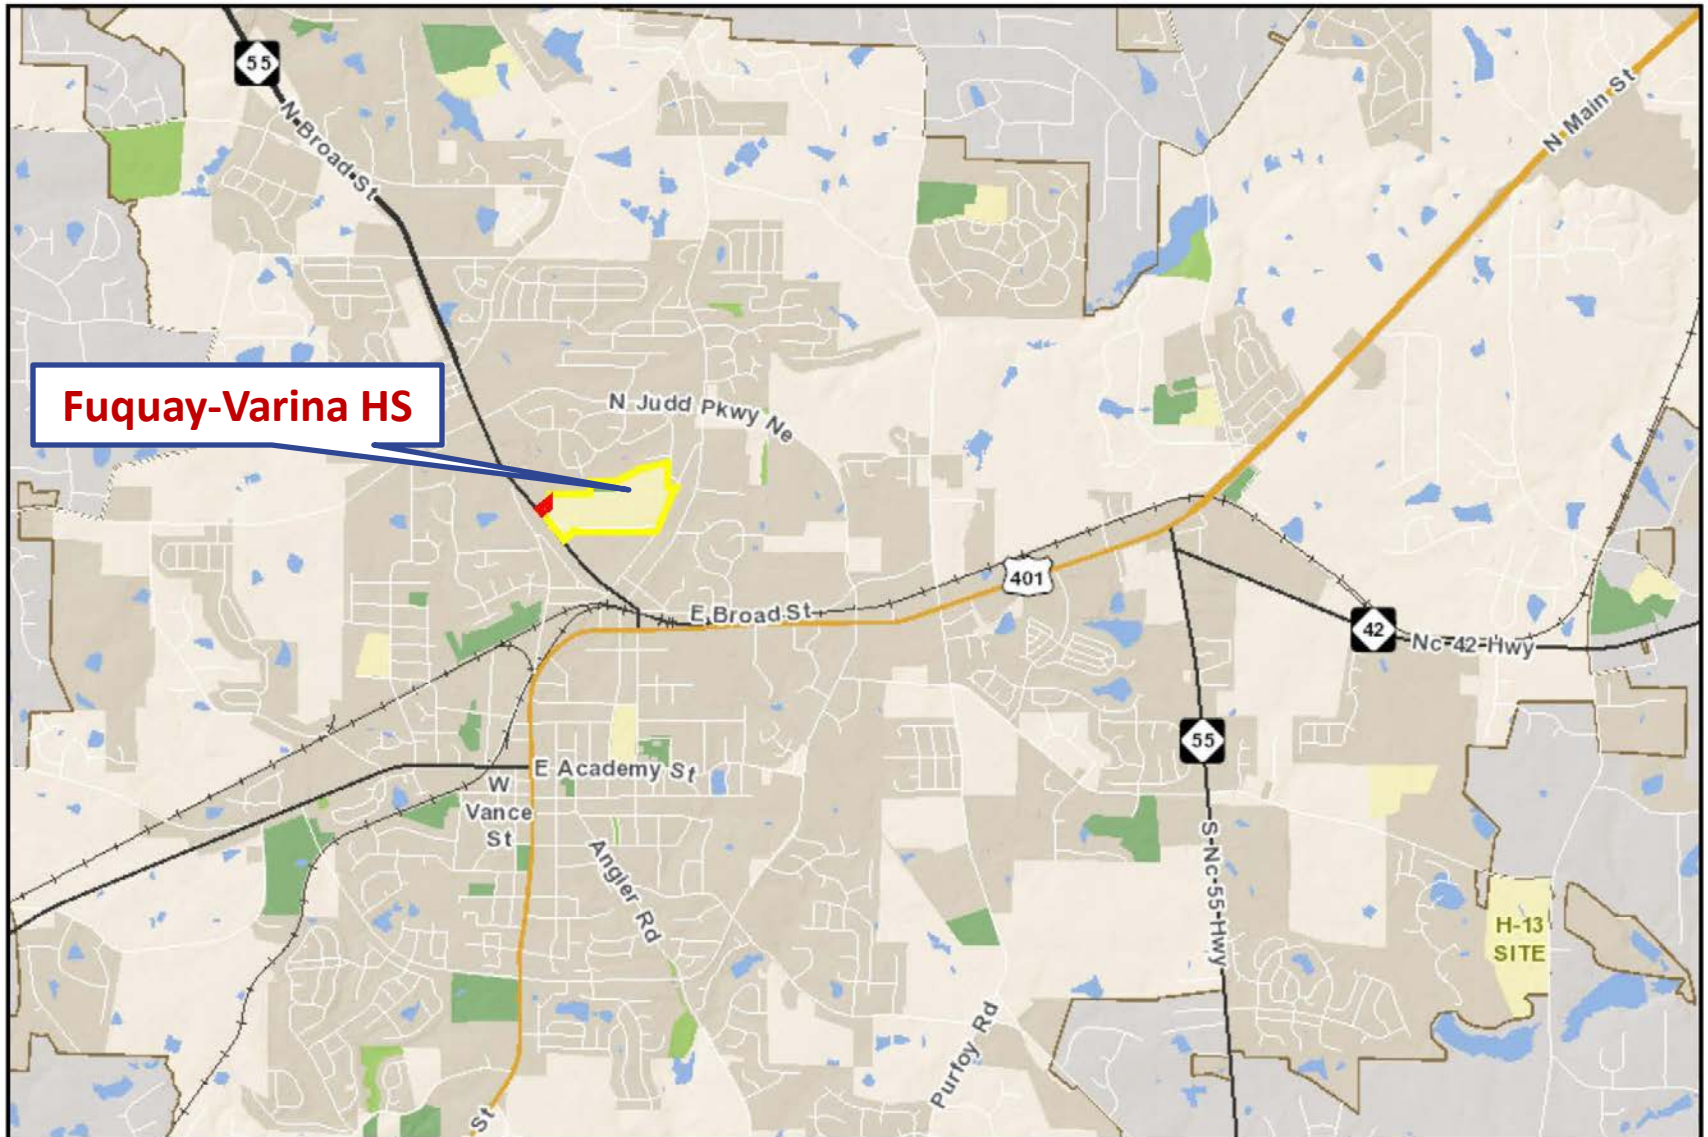 55
N Broad St
N Main St
Fuquay-Varina HS
N Judd Pkwy Ne
401
E Broad St
42
Nc-42-Hwy
55
E Academy St
W
Vance
St
Angier Rd
S-Nc-55-Hwy
H-13
SITE
Purfoy Rd
St